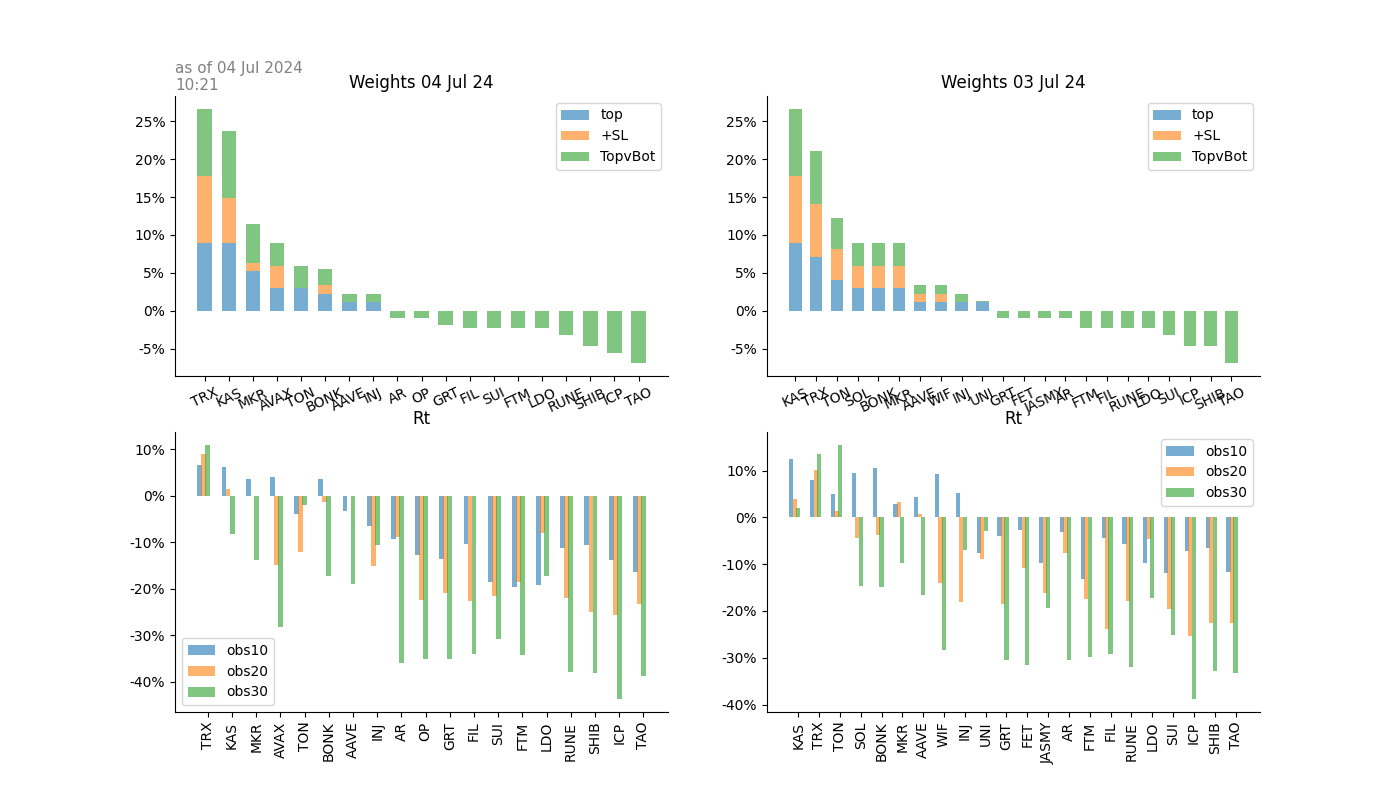 as of 04 Jul 2024
10:21
Weights 04 Jul 24
25%
20%
15%
10%
5%
0%
-5%
top
+SL
TopvBot
TRX KAS MKR AVAX TON BONK AAVE INJ AR OP GRT FIL SUI FTM LDO RUNE SHIB ICP TAO
Weights 03 Jul 24
25%
20%
15%
10%
5%
0%
-5%
top
+SL
TopvBot
KAS TRX TON SOL BONK MKR AAVE WIF INJ UNI GRT FET JASMY AR FTM FIL RUNE LDO SUI ICP SHIB TAO
Rt
10%
0%
-10%
-20%
-30%
-40%
obs10
obs20
obs30
TRX KAS MKR AVAX TON BONK AAVE INJ AR OP GRT FIL SUI FTM LDO RUNE SHIB ICP TAO
Rt
10%
0%
-10%
-20%
-30%
-40%
obs10
obs20
obs30
KAS TRX TON SOL BONK MKR AAVE WIF INJ UNI GRT FET JASMY AR FTM FIL RUNE LDO SUI ICP SHIB TAO